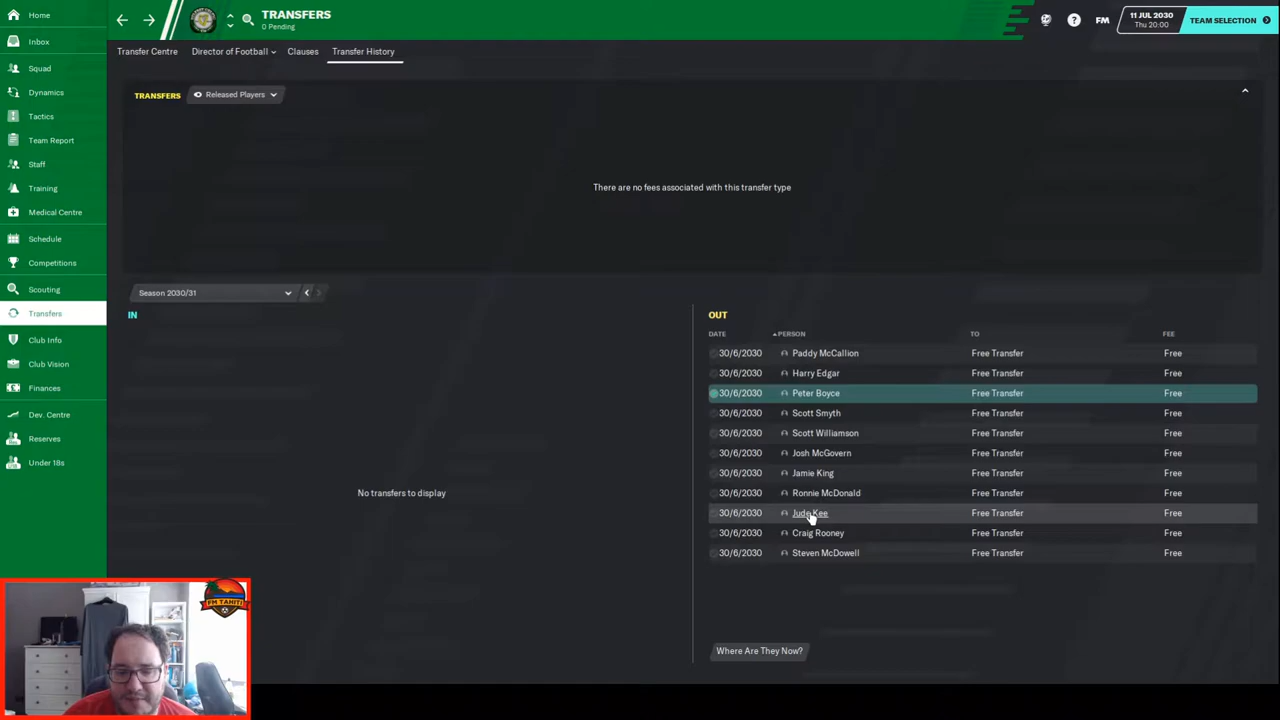 Home
Inbox
Squad
Dynamics
Tactics
Team Report
Staff
Training
Medical Centre
Schedule
Competitions
Scouting
Transfers
Club Info
Club Vision
Finances
Dev. Centre
Reserves
Under 18s
TRANSFERS
0 Pending
FM
11 JUL 2030
Thu 20:00
TEAM SELECTION
Transfer Centre Director of Football Clauses Transfer History
TRANSFERS Released Players
There are no fees associated with this transfer type
Season 2030/31
IN
No transfers to display
OUT
DATE PERSON TO FEE
30/6/2030 Paddy McCallion Free Transfer Free
30/6/2030 Harry Edgar Free Transfer Free
30/6/2030 Peter Boyce Free Transfer Free
30/6/2030 Scott Smyth Free Transfer Free
30/6/2030 Scott Williamson Free Transfer Free
30/6/2030 Josh McGovern Free Transfer Free
30/6/2030 Jamie King Free Transfer Free
30/6/2030 Ronnie McDonald Free Transfer Free
30/6/2030 Jude Kee Free Transfer Free
30/6/2030 Craig Rooney Free Transfer Free
30/6/2030 Steven McDowell Free Transfer Free
Where Are They Now?
FM TAHITI